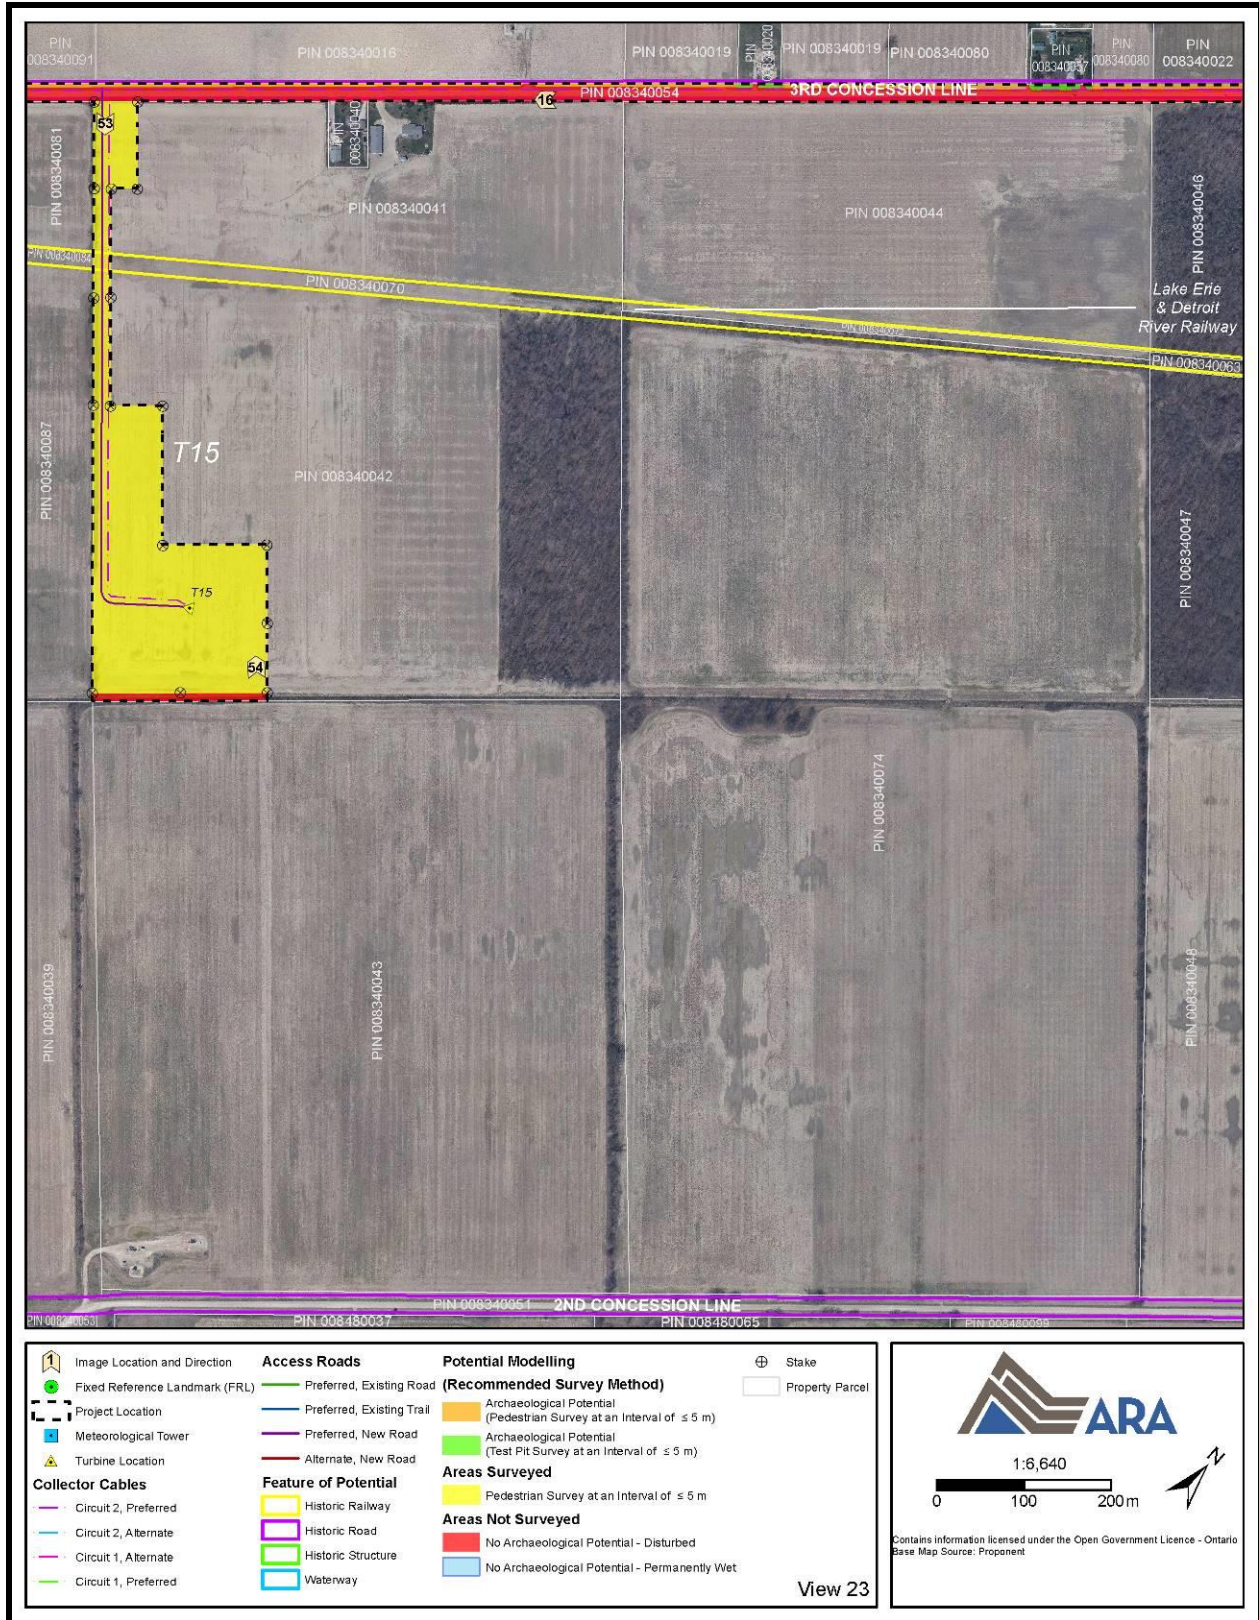 PIN
008340091
PIN 008340016
PIN 008340019
PIN
008340020
PIN 008340019
PIN 008340080
PIN
008340057
PIN
008340080
PIN
008340022
PIN 008340054
3RD CONCESSION LINE
16
53
PIN 008340081
PIN
008340040
PIN 008340041
PIN 008340044
PIN 008340046
PIN 008340084
PIN 008340070
Lake Erie
& Detroit
River Railway
PIN 008340063
T15
PIN 008340087
PIN 008340042
PIN 008340047
T15
54
PIN 008340074
PIN 008340039
PIN 008340043
PIN 008340048
PIN 008340051
2ND CONCESSION LINE
PIN 008340053
PIN 008480037
PIN 008480065
PIN 008480099
1
Image Location and Direction
Fixed Reference Landmark (FRL)
Project Location
Meteorological Tower
Turbine Location
Collector Cables
Circuit 2, Preferred
Circuit 2, Alternate
Circuit 1, Alternate
Circuit 1, Preferred
Access Roads
Preferred, Existing Road
Preferred, Existing Trail
Preferred, New Road
Alternate, New Road
Feature of Potential
Historic Railway
Historic Road
Historic Structure
Waterway
Potential Modelling
(Recommended Survey Method)
Archaeological Potential
(Pedestrian Survey at an Interval of ≤ 5 m)
Archaeological Potential
(Test Pit Survey at an Interval of ≤ 5 m)
Areas Surveyed
Pedestrian Survey at an Interval of ≤ 5 m
Areas Not Surveyed
No Archaeological Potential - Disturbed
No Archaeological Potential - Permanently Wet
Stake
Property Parcel
View 23
ARA
1:6,640
N
0 100 200 m
Contains information licensed under the Open Government Licence - Ontario
Base Map Source: Proponent